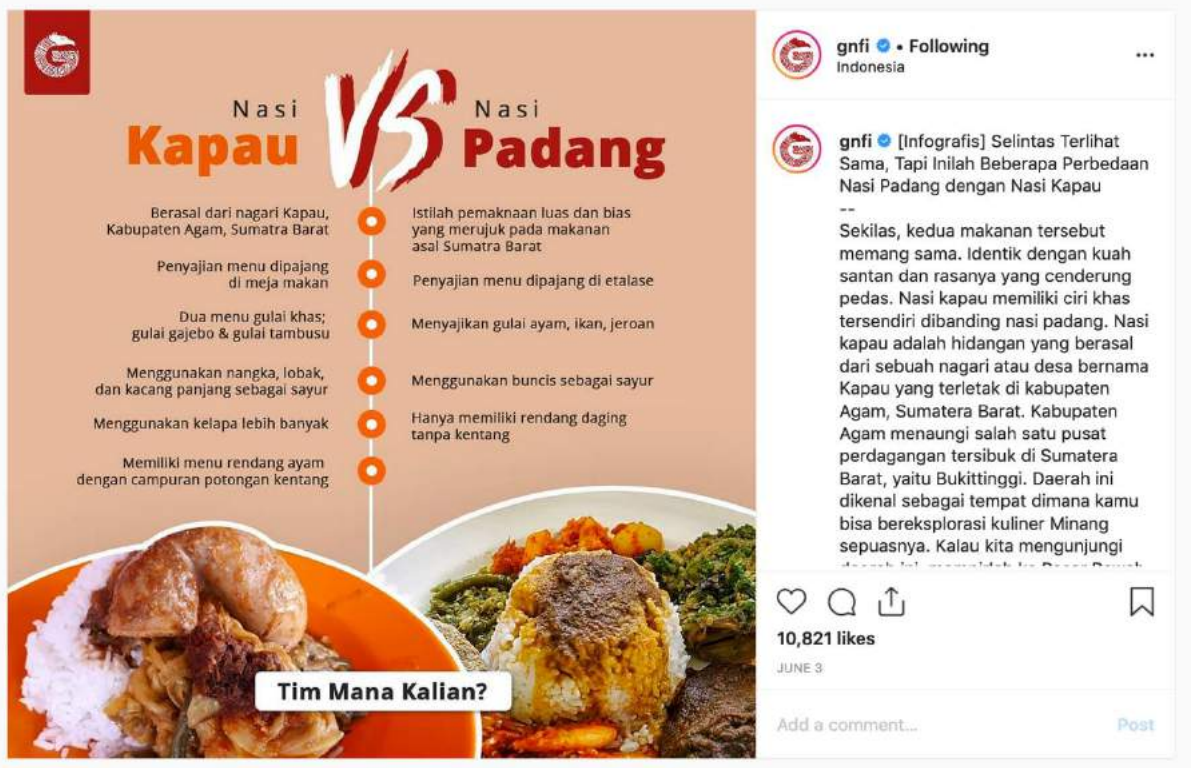 Nasi
Kapau
VS
Nasi
Padang
Berasal dari nagari Kapau,
Kabupaten Agam, Sumatra Barat
Istilah pemaknaan luas dan bias
yang merujuk pada makanan
asal Sumatra Barat
Penyajian menu dipajang
di meja makan
Penyajian menu dipajang di etalase
Dua menu gulai khas;
gulai gajebo & gulai tambusu
Menyajikan gulai ayam, ikan, jeroan
Menggunakan nangka, lobak,
dan kacang panjang sebagai sayur
Menggunakan buncis sebagai sayur
Menggunakan kelapa lebih banyak
Hanya memiliki rendang daging
tanpa kentang
Memiliki menu rendang ayam
dengan campuran potongan kentang
Tim Mana Kalian?
gnfi • Following
Indonesia
gnfi [Infografis] Selintas Terlihat
Sama, Tapi Inilah Beberapa Perbedaan
Nasi Padang dengan Nasi Kapau
--
Sekilas, kedua makanan tersebut
memang sama. Identik dengan kuah
santan dan rasanya yang cenderung
pedas. Nasi kapau memiliki ciri khas
tersendiri dibanding nasi padang. Nasi
kapau adalah hidangan yang berasal
dari sebuah nagari atau desa bernama
Kapau yang terletak di kabupaten
Agam, Sumatera Barat. Kabupaten
Agam menaungi salah satu pusat
perdagangan tersibuk di Sumatera
Barat, yaitu Bukittinggi. Daerah ini
dikenal sebagai tempat dimana kamu
bisa bereksplorasi kuliner Minang
sepuasnya. Kalau kita mengunjungi
10,821 likes
JUNE 3
Add a comment...
Post